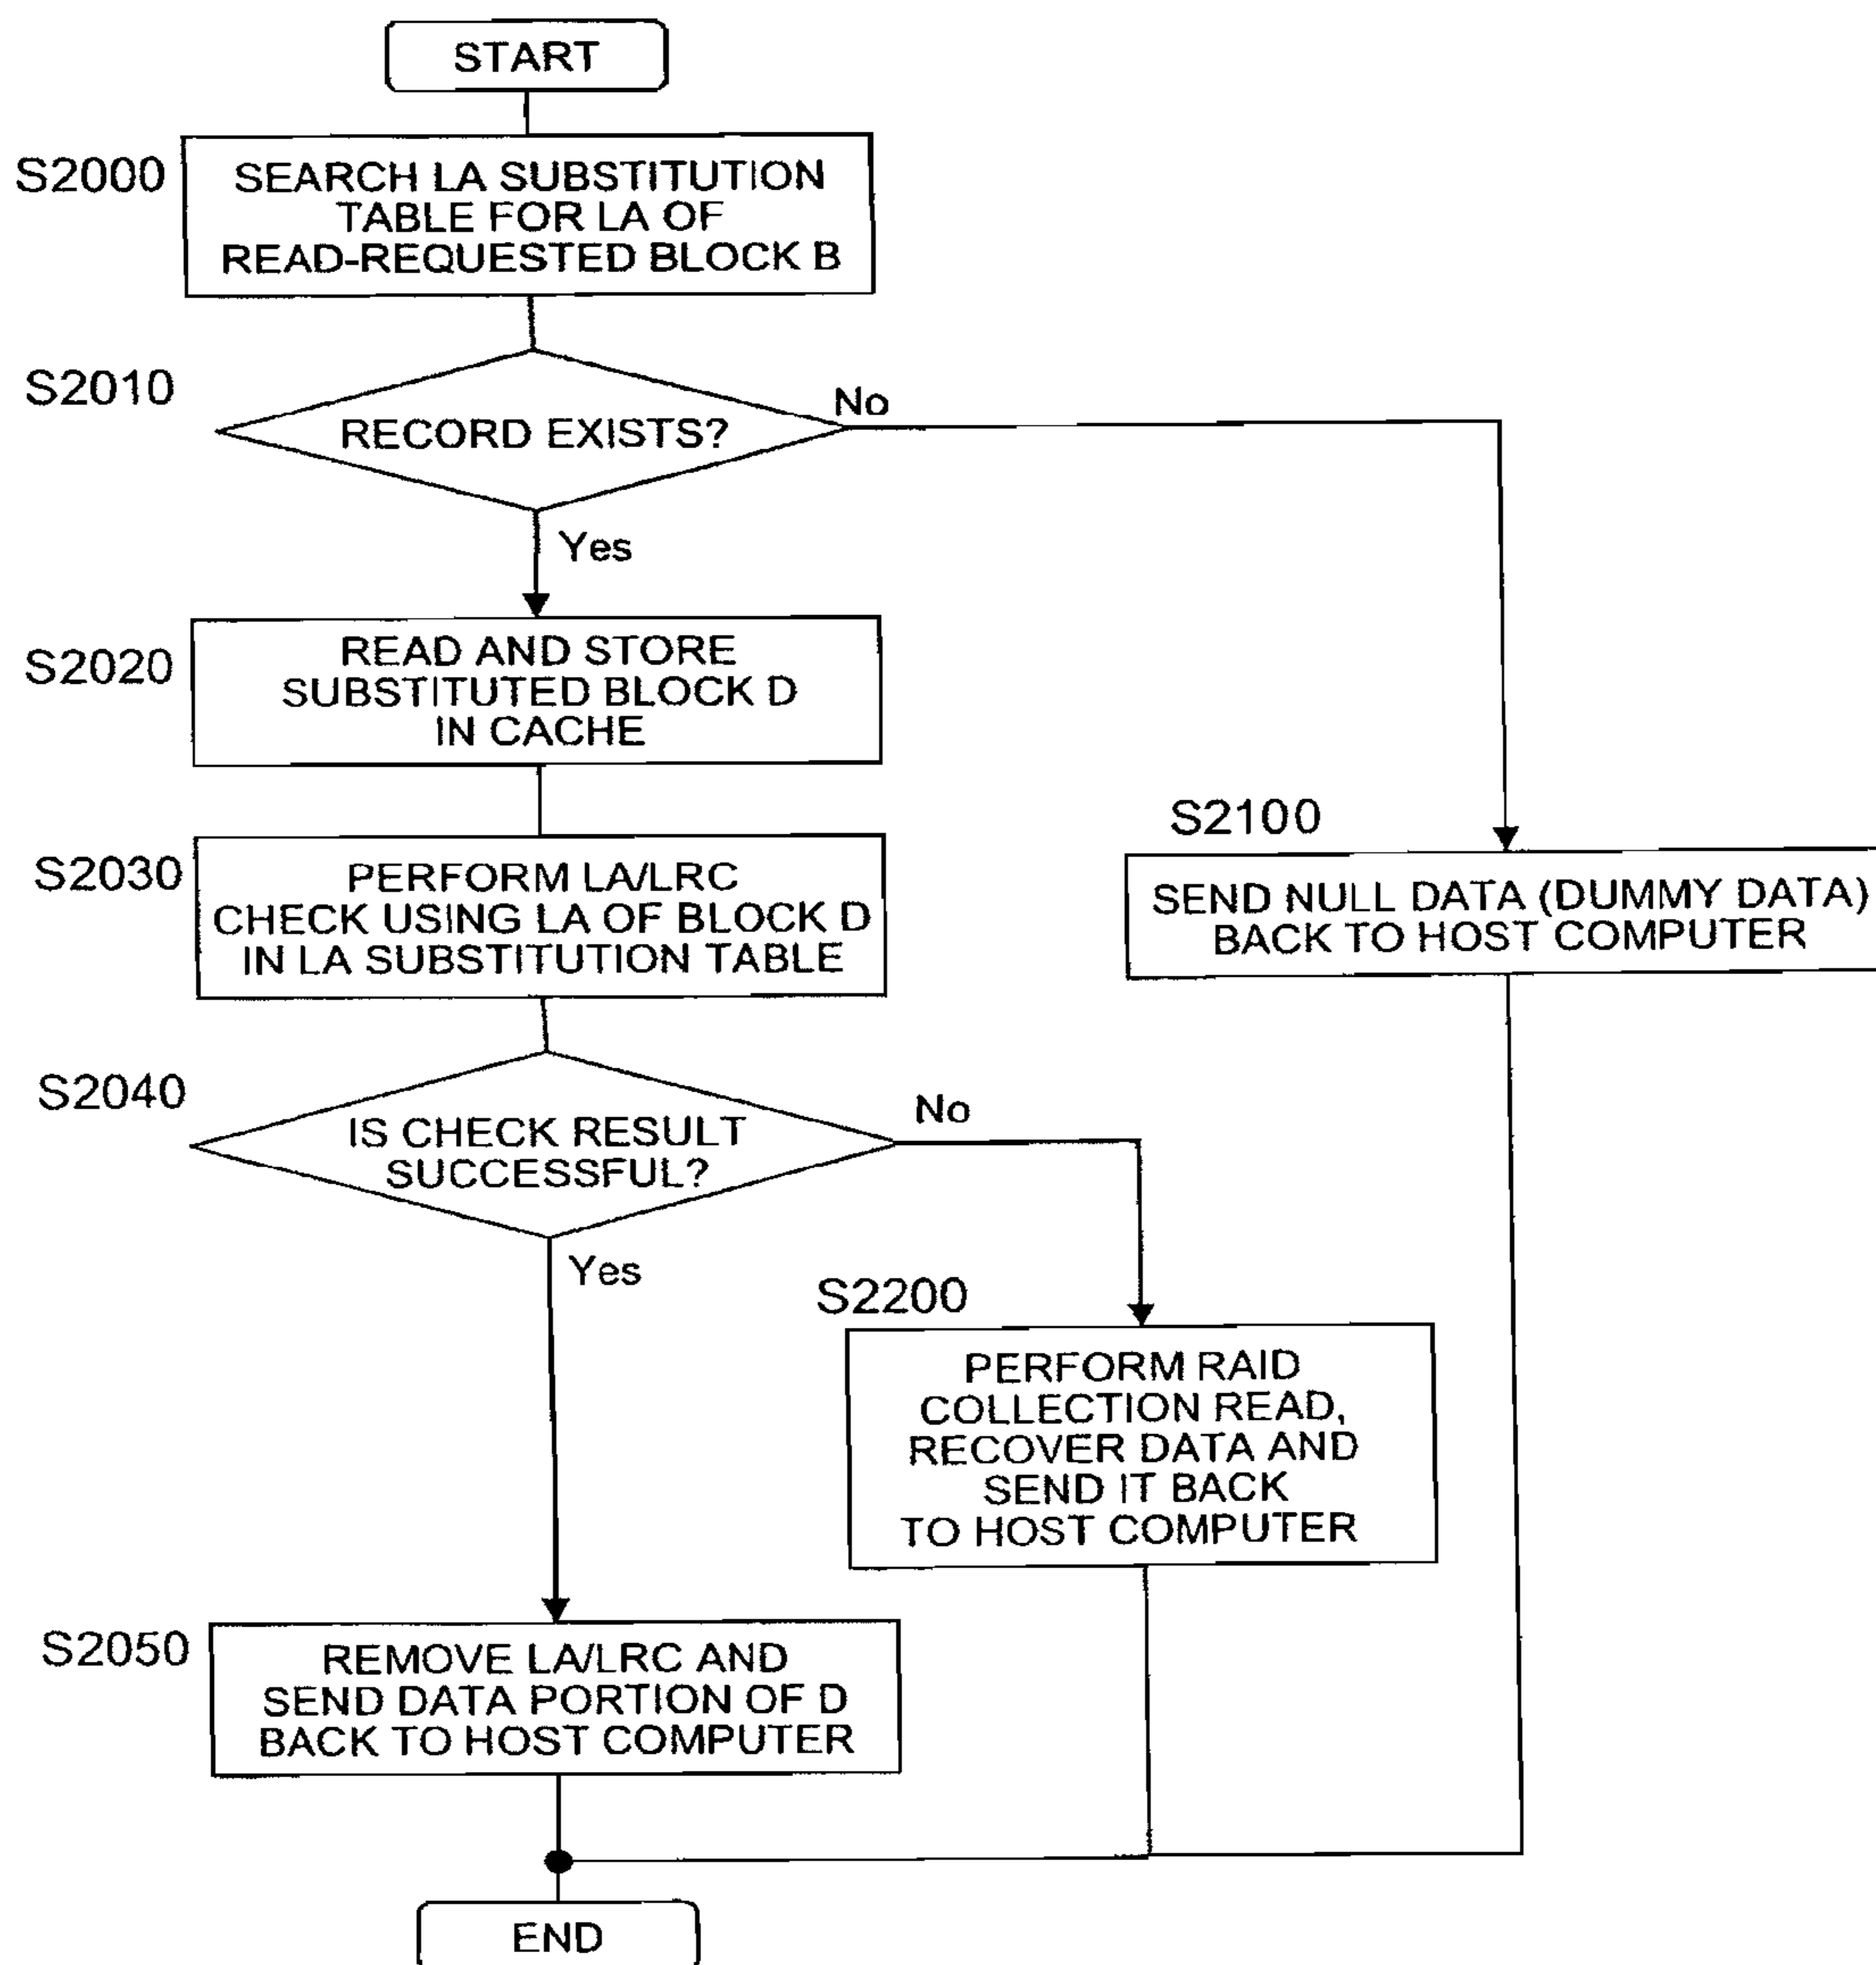 START
S2000
SEARCH LA SUBSTITUTION
TABLE FOR LA OF
READ-REQUESTED BLOCK B
S2010
RECORD EXISTS?
No
Yes
S2020
READ AND STORE
SUBSTITUTED BLOCK D
IN CACHE
S2030
PERFORM LA/LRC
CHECK USING LA OF BLOCK D
IN LA SUBSTITUTION TABLE
S2100
SEND NULL DATA (DUMMY DATA)
BACK TO HOST COMPUTER
S2040
IS CHECK RESULT
SUCCESSFUL?
No
Yes
S2200
PERFORM RAID
COLLECTION READ,
RECOVER DATA AND
SEND IT BACK
TO HOST COMPUTER
S2050
REMOVE LA/LRC AND
SEND DATA PORTION OF D
BACK TO HOST COMPUTER
END